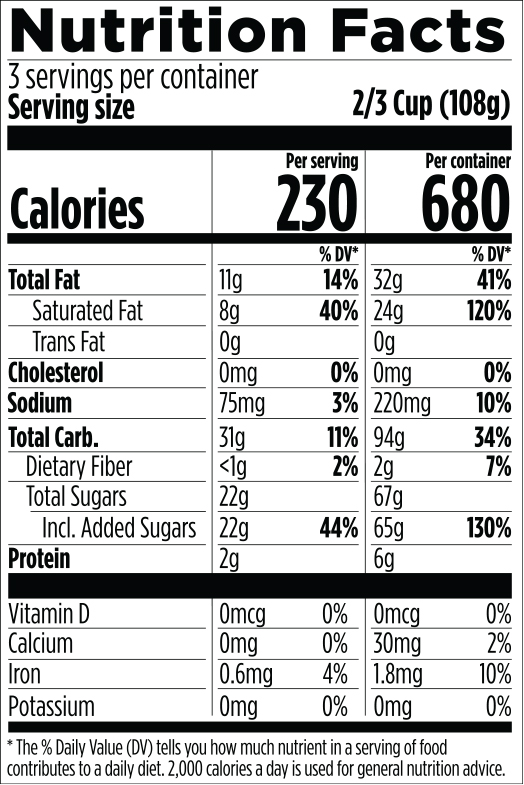 Nutrition Facts
3 servings per container
Serving size 2/3 Cup (108g)
Per serving Per container
Calories 230 680
% DV* % DV*
Total Fat 11g 14% 32g 41%
Saturated Fat 8g 40% 24g 120%
Trans Fat 0g 0g
Cholesterol 0mg 0% 0mg 0%
Sodium 75mg 3% 220mg 10%
Total Carb. 31g 11% 94g 34%
Dietary Fiber <1g 2% 2g 7%
Total Sugars 22g 67g
Incl. Added Sugars 22g 44% 65g 130%
Protein 2g 6g
Vitamin D 0mcg 0% 0mcg 0%
Calcium 0mg 0% 30mg 2%
Iron 0.6mg 4% 1.8mg 10%
Potassium 0mg 0% 0mg 0%
* The % Daily Value (DV) tells you how much nutrient in a serving of food
contributes to a daily diet. 2,000 calories a day is used for general nutrition advice.